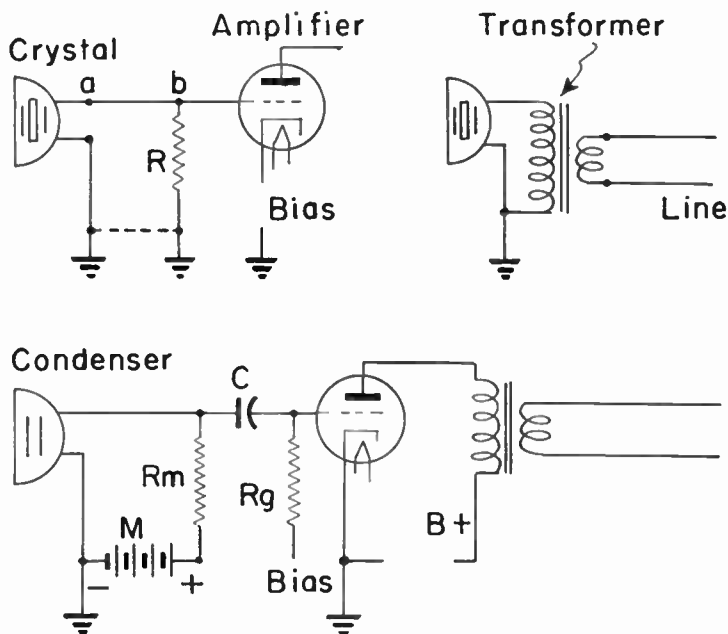 Amplifier
Crystal
a
b
R
Bias
Transformer
Line
Condenser
C
Rm
Rg
M
- +
Bias
B+